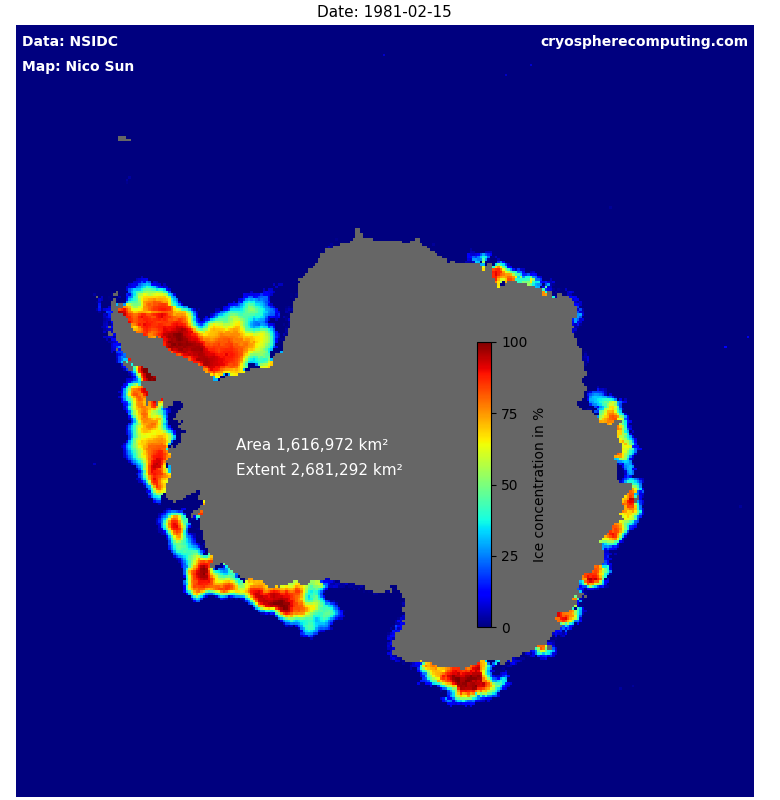 Date: 1981-02-15
Data: NSIDC
cryospherecomputing.com
Map: Nico Sun
100
75
50
25
0
Ice concentration in %
Area 1,616,972 km²
Extent 2,681,292 km²